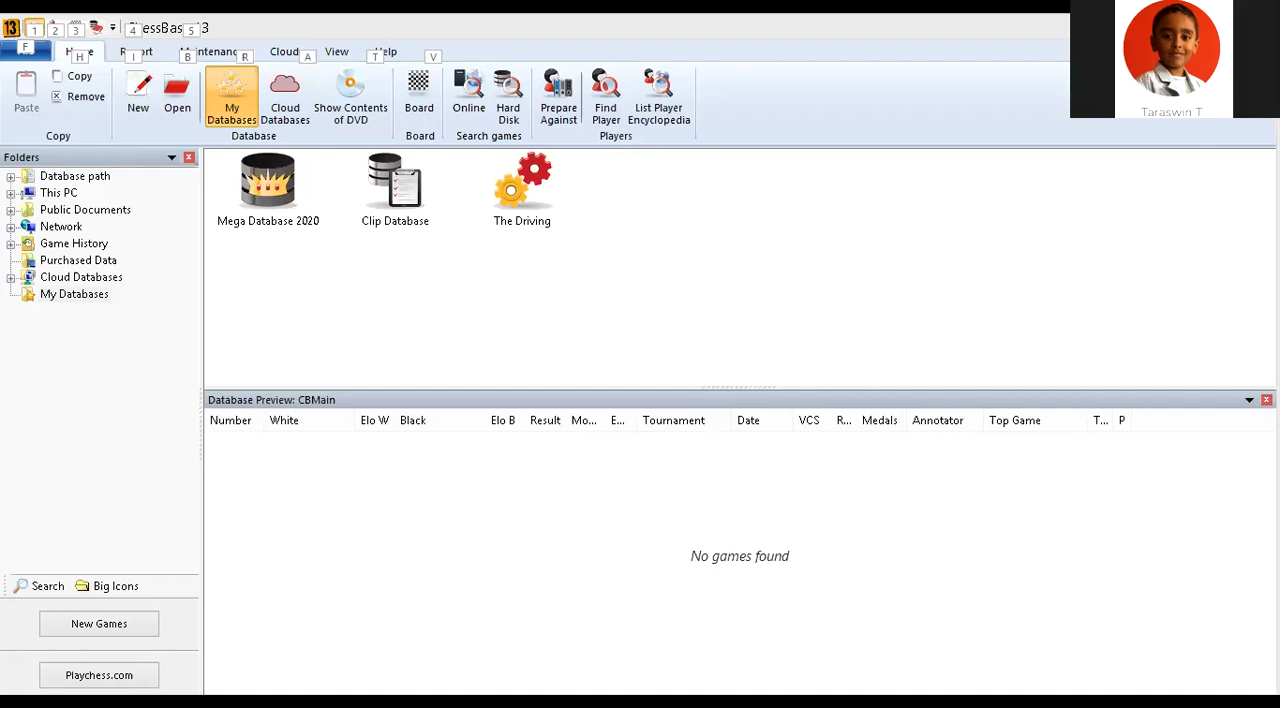 13 1 2 3 4 ChessBase 13 5
F Home H Report I Maintenance B R Cloud A View T Help V
Paste Copy Remove New Open My Databases Cloud Databases Show Contents of DVD Board Online Hard Disk Prepare Against Find Player List Player Encyclopedia
Copy Database Board Search games Players
Taraswin T
Folders
Database path
This PC
Public Documents
Network
Game History
Purchased Data
Cloud Databases
My Databases
Mega Database 2020 Clip Database The Driving
Database Preview: CBMain
Number White Elo W Black Elo B Result Mo... E... Tournament Date VCS R... Medals Annotator Top Game T... P
No games found
Search Big Icons
New Games
Playchess.com